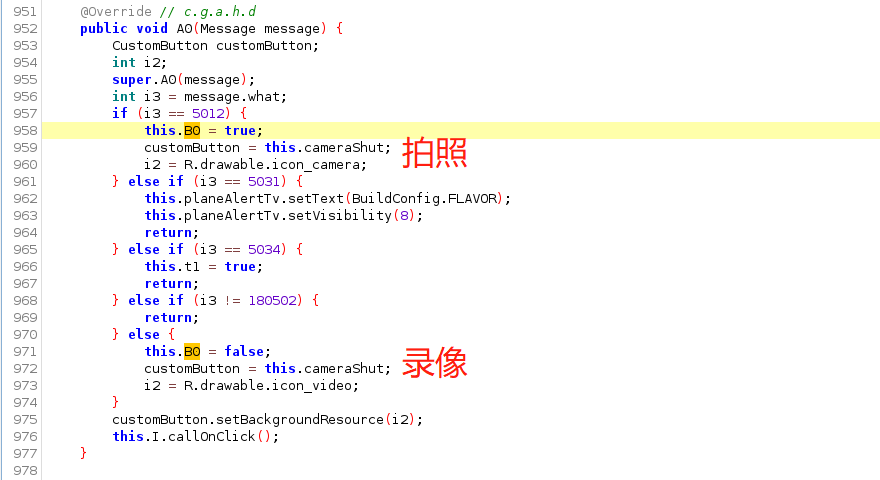 951 @Override // c.g.a.h.d
952 public void A0(Message message) {
953 CustomButton customButton;
954 int i2;
955 super.A0(message);
956 int i3 = message.what;
957 if (i3 == 5012) {
958 this.B0 = true;
959 customButton = this.cameraShut; 拍照
960 i2 = R.drawable.icon_camera;
961 } else if (i3 == 5031) {
962 this.planeAlertTv.setText(BuildConfig.FLAVOR);
963 this.planeAlertTv.setVisibility(8);
964 return;
965 } else if (i3 == 5034) {
966 this.t1 = true;
967 return;
968 } else if (i3 != 180502) {
969 return;
970 } else {
971 this.B0 = false;
972 customButton = this.cameraShut; 录像
973 i2 = R.drawable.icon_video;
974 }
975 customButton.setBackgroundResource(i2);
976 this.I.callOnClick();
977 }
978